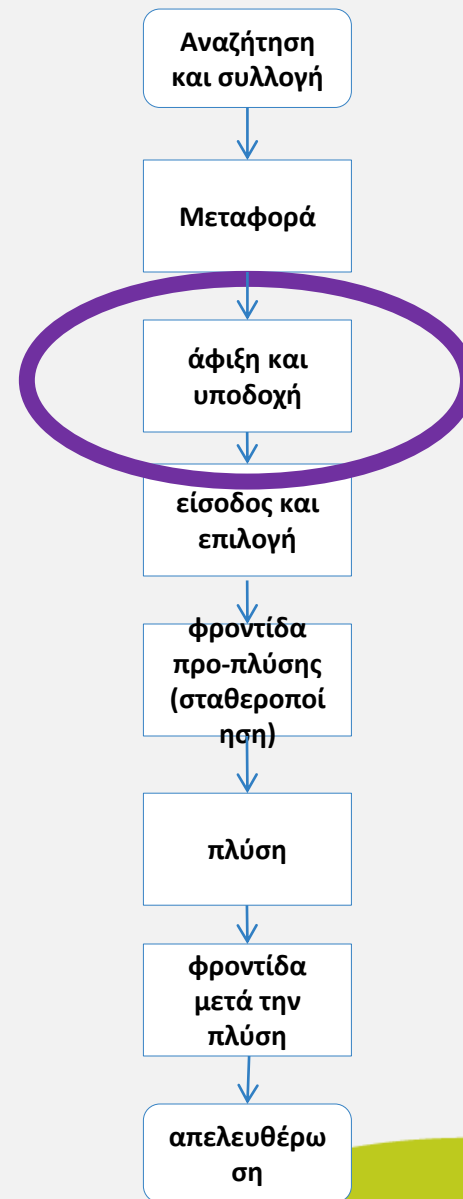 Αναζήτηση
και συλλογή
Μεταφορά
άφιξη και
υποδοχή
είσοδος και
επιλογή
φροντίδα
προ-πλύσης
(σταθεροποί
ηση)
πλύση
φροντίδα
μετά την
πλύση
απελευθέρω
ση